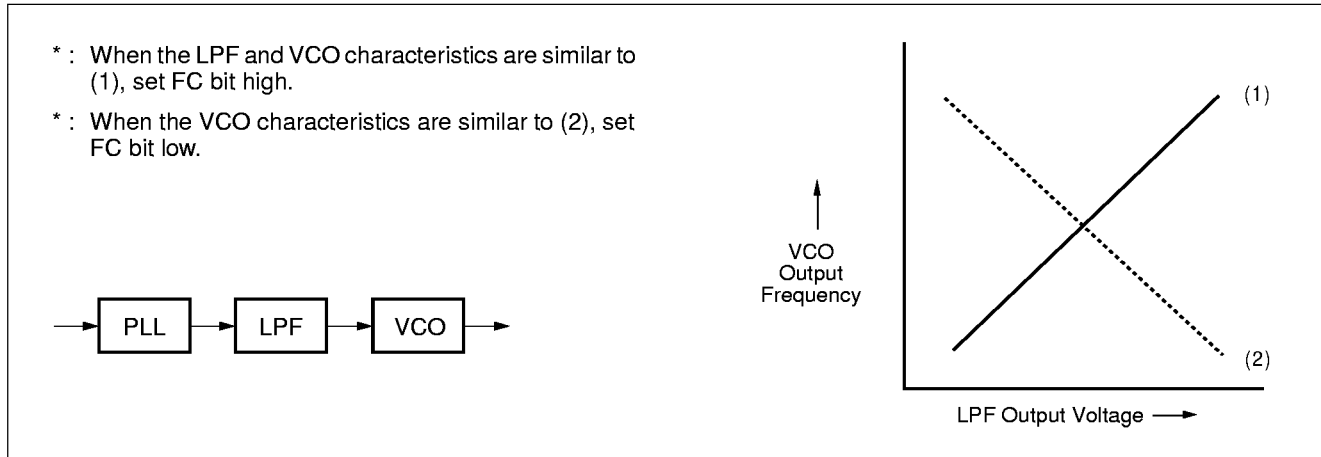 * : When the LPF and VCO characteristics are similar to
(1), set FC bit high.
* : When the VCO characteristics are similar to (2), set
FC bit low.
PLL
LPF
VCO
VCO
Output
Frequency
(1)
(2)
LPF Output Voltage